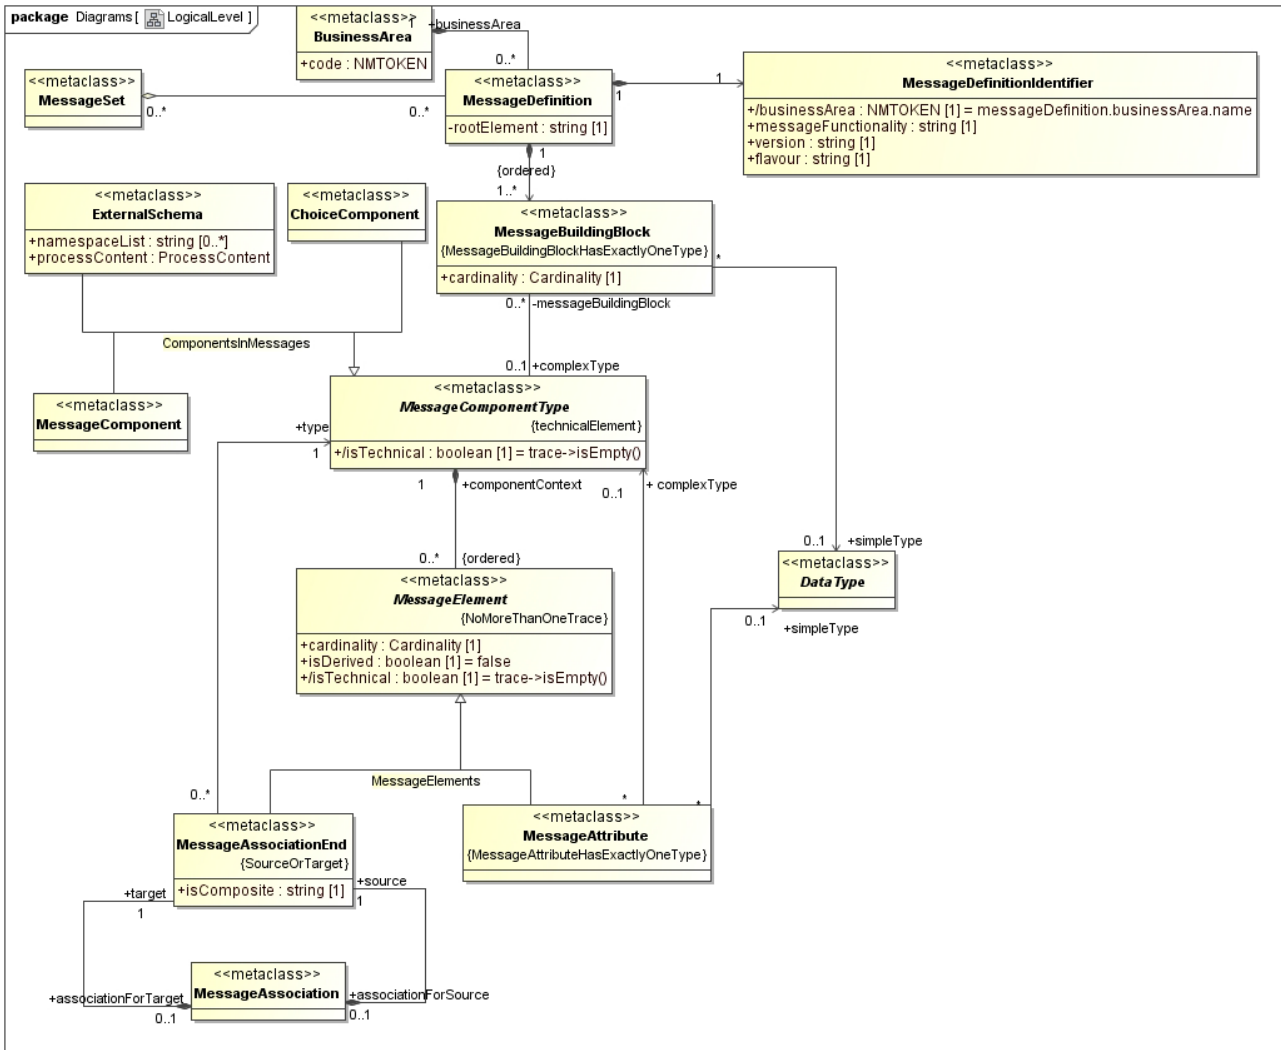 package Diagrams [ LogicalLevel ]
<<metaclass>>
BusinessArea
+code : NMTOKEN
1
+businessArea
0..*
<<metaclass>>
MessageSet
0..*
0..*
<<metaclass>>
MessageDefinition
-rootElement : string [1]
1
1
<<metaclass>>
MessageDefinitionIdentifier
+/businessArea : NMTOKEN [1] = messageDefinition.businessArea.name
+messageFunctionality : string [1]
+version : string [1]
+flavour : string [1]
1
{ordered}
1..*
<<metaclass>>
ExternalSchema
+namespaceList : string [0..*]
+processContent : ProcessContent
<<metaclass>>
ChoiceComponent
<<metaclass>>
MessageBuildingBlock
{MessageBuildingBlockHasExactlyOneType}
+cardinality : Cardinality [1]
*
0..*
-messageBuildingBlock
ComponentsInMessages
0..1
+complexType
<<metaclass>>
MessageComponent
<<metaclass>>
MessageComponentType
{technicalElement}
+/isTechnical : boolean [1] = trace->isEmpty()
+type
1
1
+componentContext
0..1
+ complexType
0..*
{ordered}
0..1
+simpleType
<<metaclass>>
DataType
0..1
+simpleType
<<metaclass>>
MessageElement
{NoMoreThanOneTrace}
+cardinality : Cardinality [1]
+isDerived : boolean [1] = false
+/isTechnical : boolean [1] = trace->isEmpty()
MessageElements
0..*
*
*
<<metaclass>>
MessageAssociationEnd
{SourceOrTarget}
+isComposite : string [1]
<<metaclass>>
MessageAttribute
{MessageAttributeHasExactlyOneType}
+target
1
+source
1
<<metaclass>>
MessageAssociation
+associationForTarget
0..1
+associationForSource
0..1